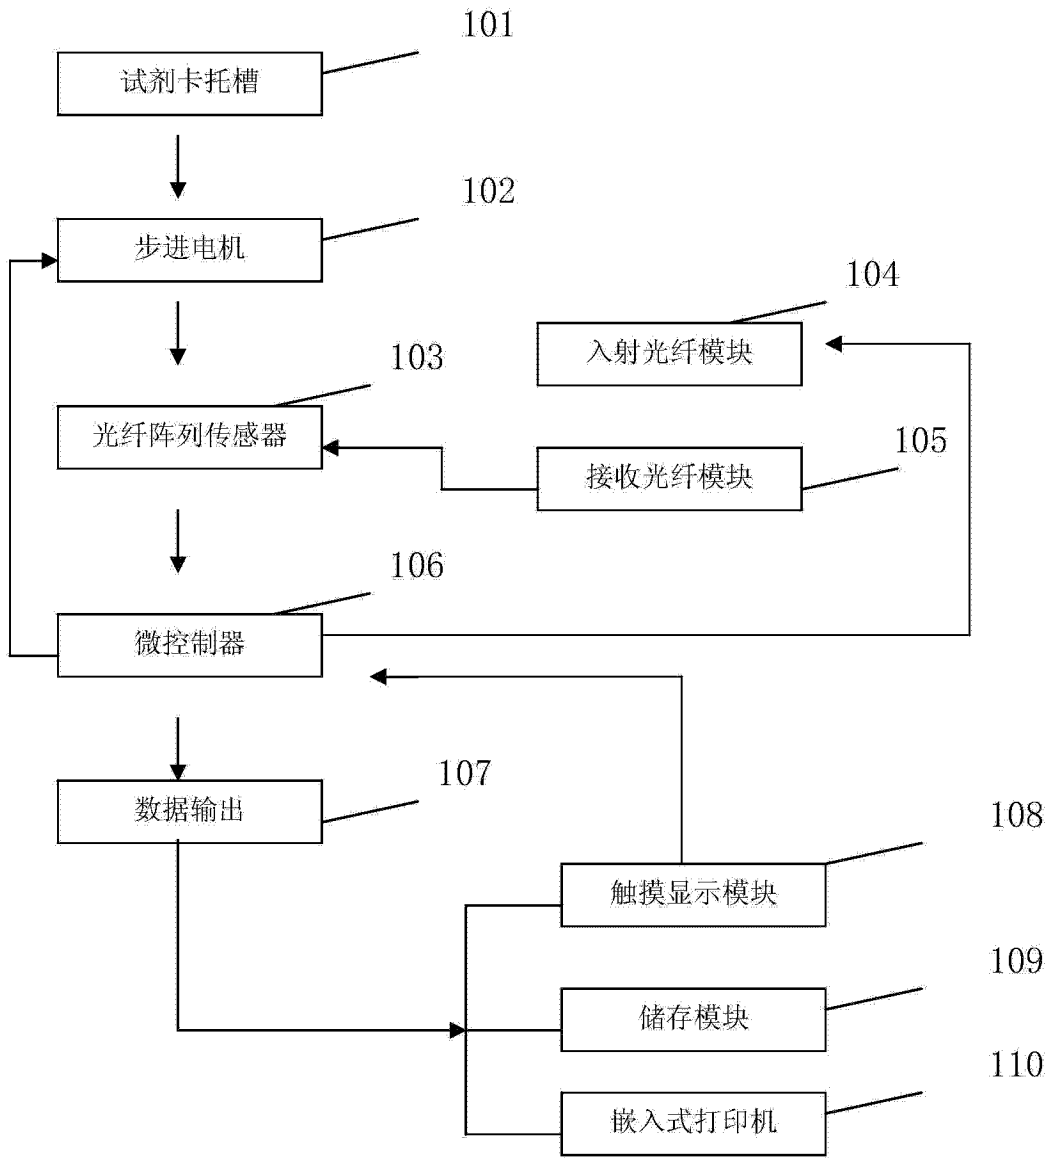 101
试剂卡托槽
102
步进电机
104
入射光纤模块
103
光纤阵列传感器
105
接收光纤模块
106
微控制器
107
数据输出
108
触摸显示模块
109
储存模块
110
嵌入式打印机